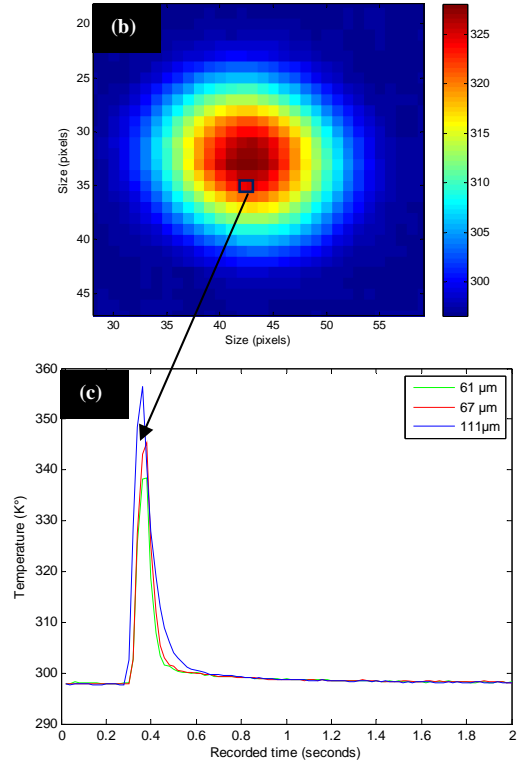 (b)
20
25
30
35
40
45
Size (pixels)
30 35 40 45 50 55
Size (pixels)
325
320
315
310
305
300
(c)
360
350
340
330
320
310
300
290
Temperature (K°)
61 µm
67 µm
111µm
0 0.2 0.4 0.6 0.8 1 1.2 1.4 1.6 1.8 2
Recorded time (seconds)